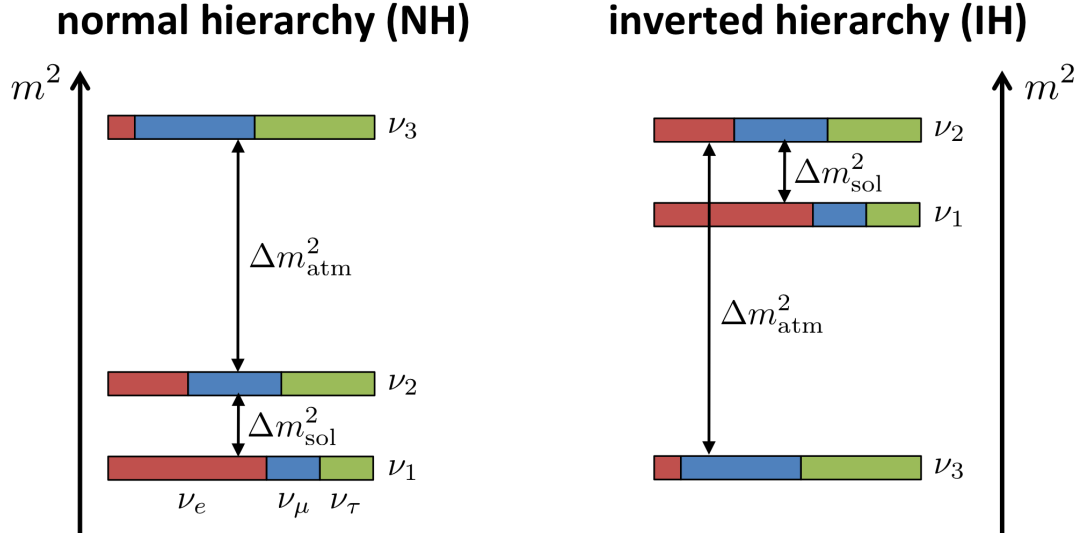 normal hierarchy (NH)
inverted hierarchy (IH)
m²
m²
ν₃
Δm²atm
ν₂
Δm²sol
ν₁
νₑ
νμ
ντ
ν₂
Δm²sol
ν₁
Δm²atm
ν₃